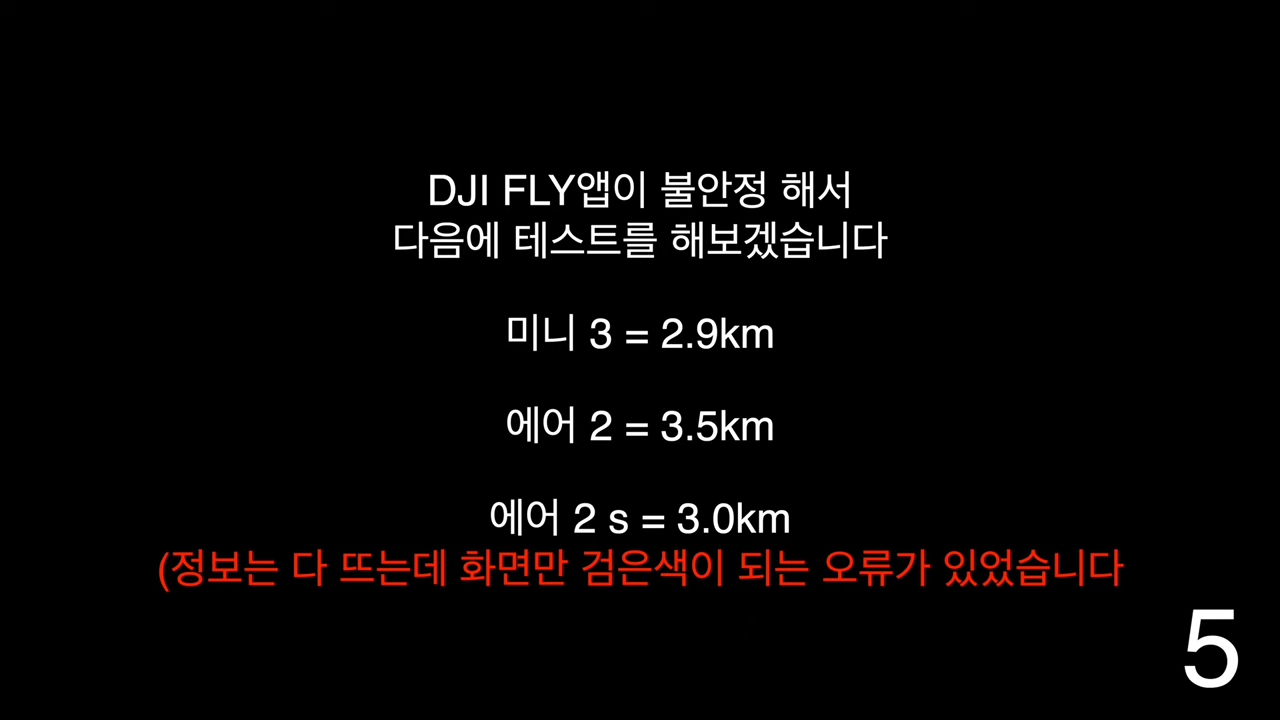 DJI FLY앱이 불안정 해서
다음에 테스트를 해보겠습니다
미니 3 = 2.9km
에어 2 = 3.5km
에어 2 s = 3.0km
(정보는 다 뜨는데 화면만 검은색이 되는 오류가 있었습니다
5